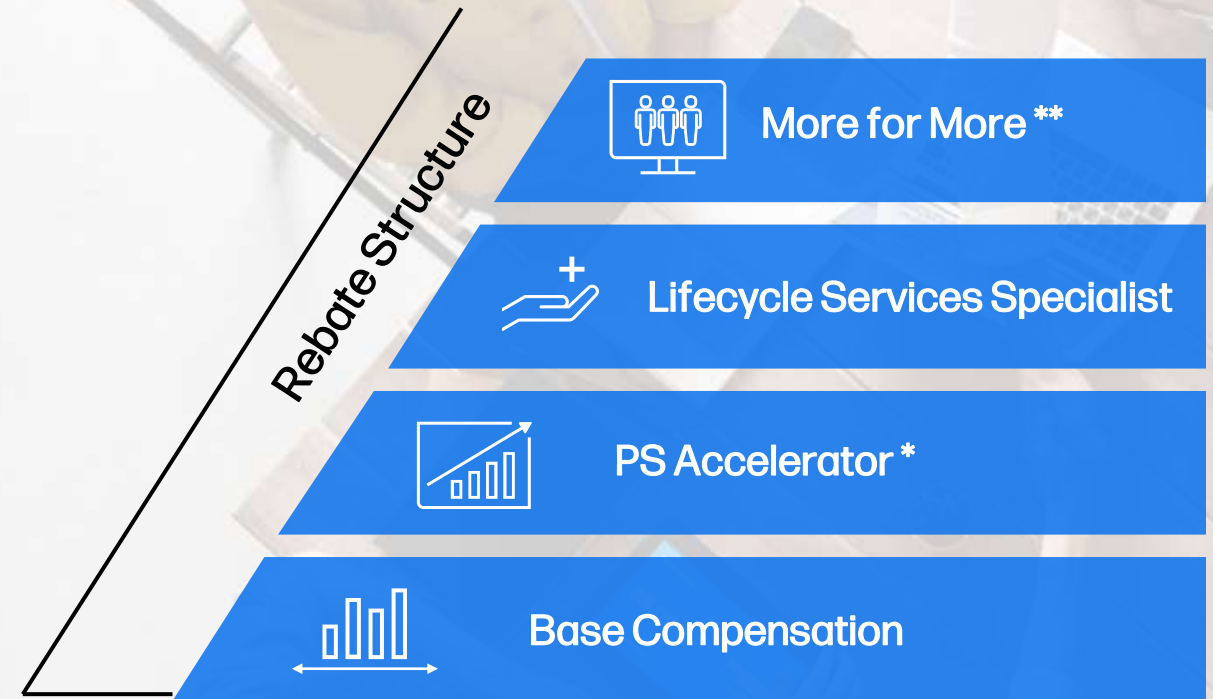 Rebate Structure
More for More **
Lifecycle Services Specialist
PS Accelerator *
Base Compensation